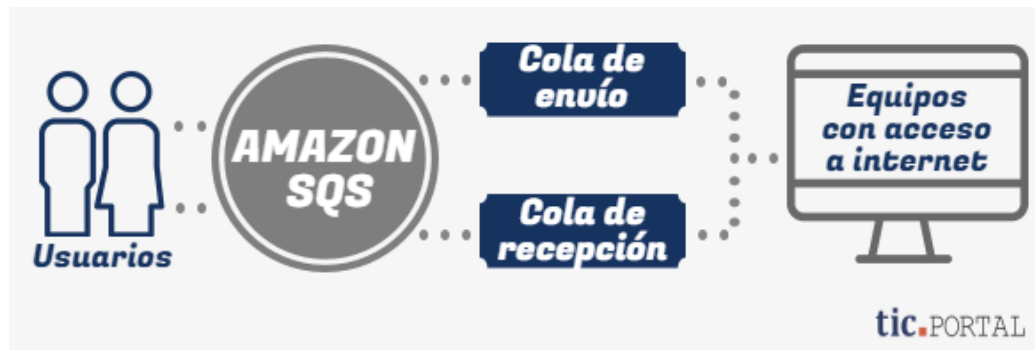 Usuarios
AMAZON
SQS
Cola de
envío
Cola de
recepción
Equipos
con acceso
a internet
tic.PORTAL